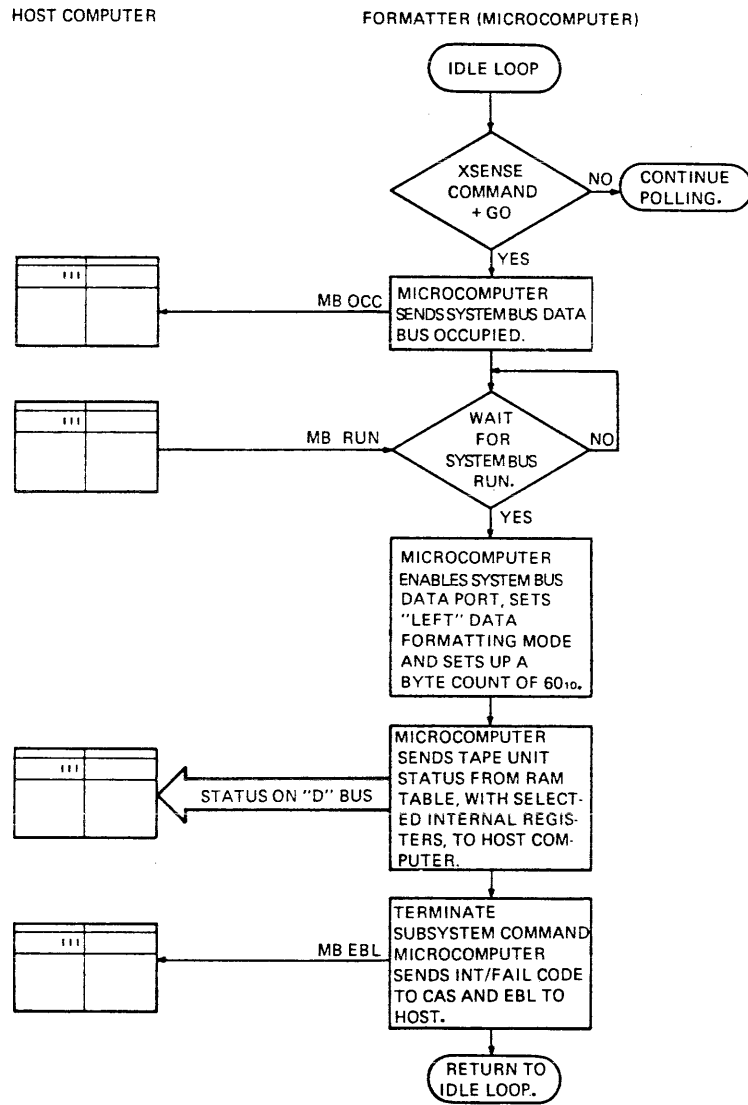 HOST COMPUTER
FORMATTER (MICROCOMPUTER)
IDLE LOOP
XSENSE
COMMAND
+ GO
NO
CONTINUE
POLLING.
YES
MB OCC
MICROCOMPUTER
SENDS SYSTEM BUS DATA
BUS OCCUPIED.
MB RUN
WAIT
FOR
SYSTEM BUS
RUN.
NO
YES
MICROCOMPUTER
ENABLES SYSTEM BUS
DATA PORT, SETS
"LEFT" DATA
FORMATTING MODE
AND SETS UP A
BYTE COUNT OF 60₁₀.
STATUS ON "D" BUS
MICROCOMPUTER
SENDS TAPE UNIT
STATUS FROM RAM
TABLE, WITH SELECT-
ED INTERNAL REGIS-
TERS, TO HOST COM-
PUTER.
MB EBL
TERMINATE
SUBSYSTEM COMMAND
MICROCOMPUTER
SENDS INT/FAIL CODE
TO CAS AND EBL TO
HOST.
RETURN TO
IDLE LOOP.